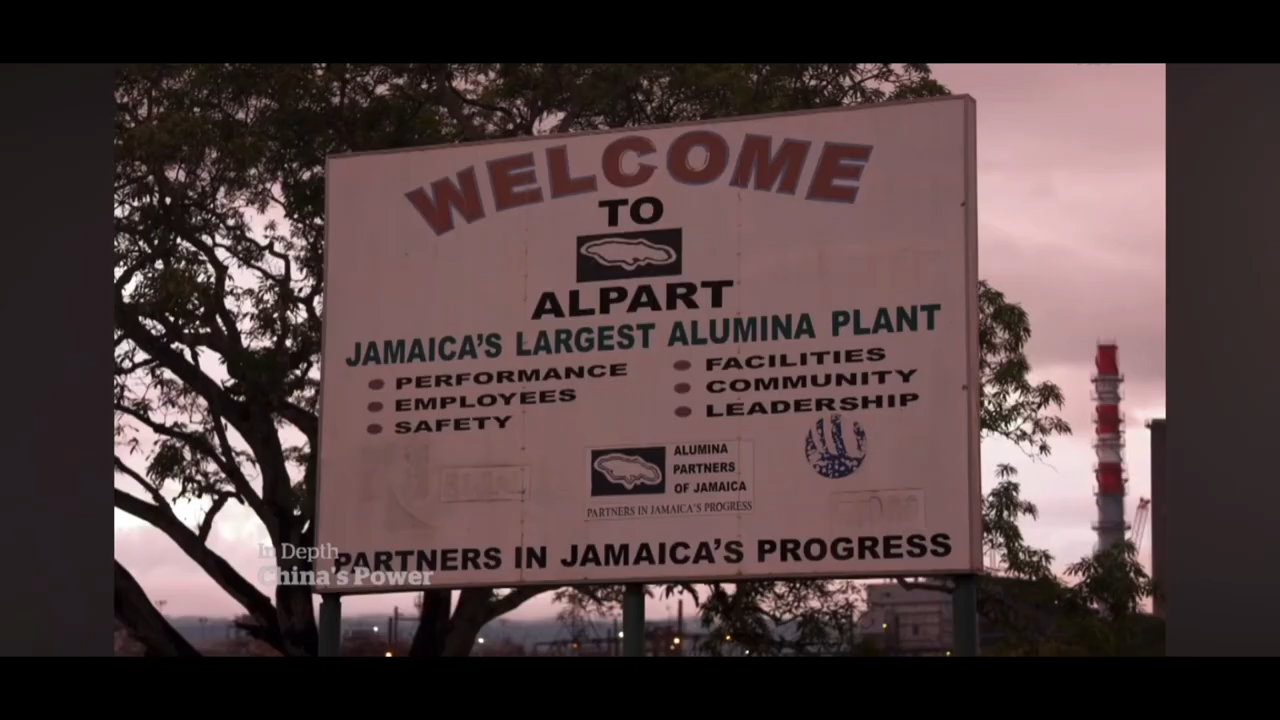 WELCOME
TO
ALPART
JAMAICA'S LARGEST ALUMINA PLANT
PERFORMANCE
EMPLOYEES
SAFETY
FACILITIES
COMMUNITY
LEADERSHIP
ALUMINA
PARTNERS
OF JAMAICA
PARTNERS IN JAMAICA'S PROGRESS
PARTNERS IN JAMAICA'S PROGRESS
In Depth
China's Power